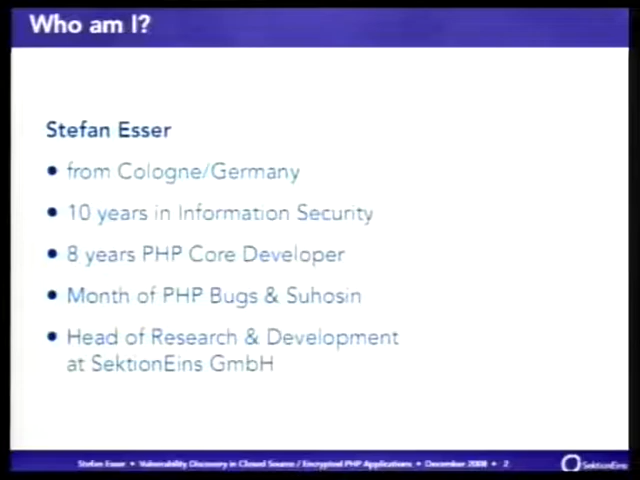 Who am I?
Stefan Esser
• from Cologne/Germany
• 10 years in Information Security
• 8 years PHP Core Developer
• Month of PHP Bugs & Suhosin
• Head of Research & Development
at SektionEins GmbH
Stefan Esser • Vulnerability Discovery in Closed Source / Encrypted PHP Applications • December 2008 • 2
SektionEins